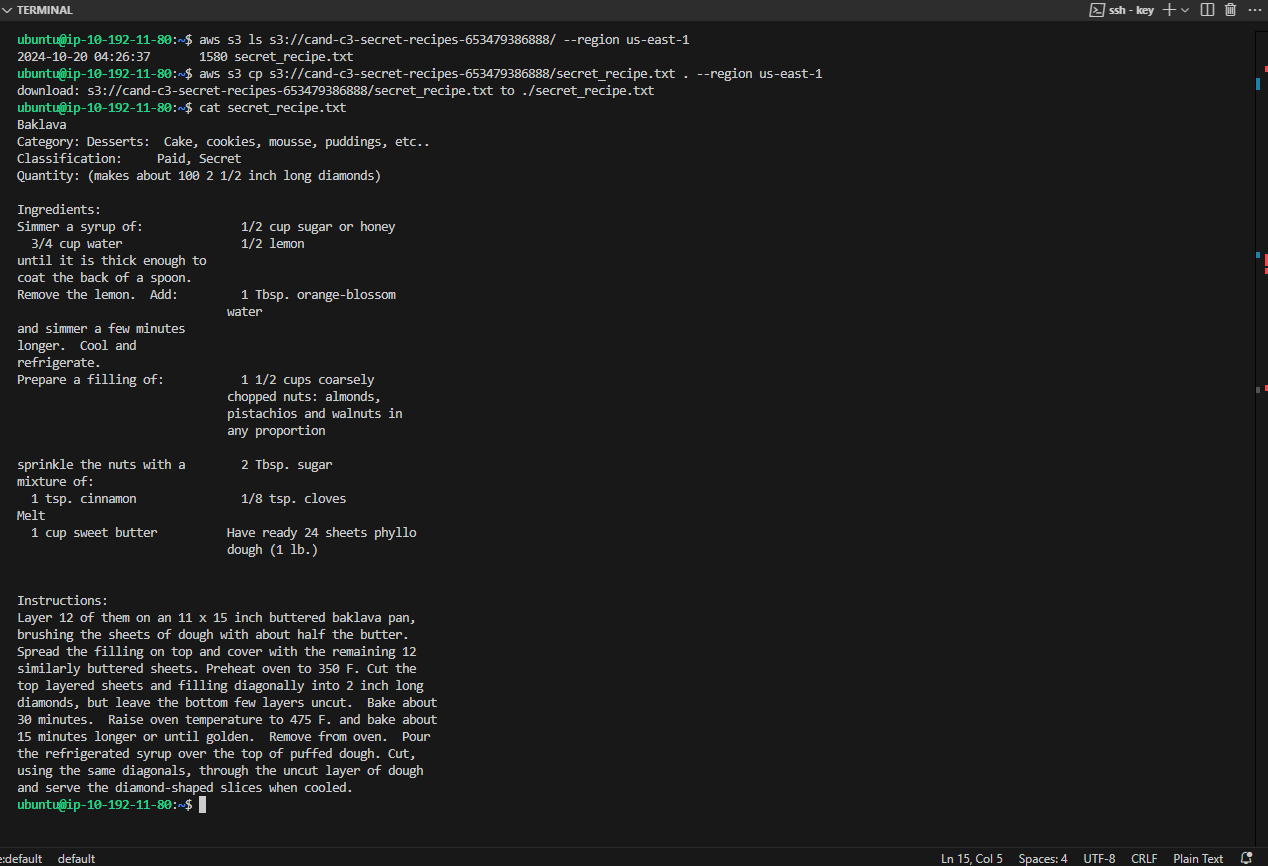 TERMINAL
ssh - key
ubuntu@ip-10-192-11-80:~$ aws s3 ls s3://cand-c3-secret-recipes-653479386888/ --region us-east-1
2024-10-20 04:26:37       1580 secret_recipe.txt
ubuntu@ip-10-192-11-80:~$ aws s3 cp s3://cand-c3-secret-recipes-653479386888/secret_recipe.txt . --region us-east-1
download: s3://cand-c3-secret-recipes-653479386888/secret_recipe.txt to ./secret_recipe.txt
ubuntu@ip-10-192-11-80:~$ cat secret_recipe.txt
Baklava
Category: Desserts:  Cake, cookies, mousse, puddings, etc..
Classification:     Paid, Secret
Quantity: (makes about 100 2 1/2 inch long diamonds)
Ingredients:
Simmer a syrup of:              1/2 cup sugar or honey
  3/4 cup water                 1/2 lemon
until it is thick enough to
coat the back of a spoon.
Remove the lemon.  Add:         1 Tbsp. orange-blossom
                              water
and simmer a few minutes
longer.  Cool and
refrigerate.
Prepare a filling of:           1 1/2 cups coarsely
                              chopped nuts: almonds,
                              pistachios and walnuts in
                              any proportion
sprinkle the nuts with a        2 Tbsp. sugar
mixture of:
  1 tsp. cinnamon               1/8 tsp. cloves
Melt
  1 cup sweet butter          Have ready 24 sheets phyllo
                              dough (1 lb.)
Instructions:
Layer 12 of them on an 11 x 15 inch buttered baklava pan,
brushing the sheets of dough with about half the butter.
Spread the filling on top and cover with the remaining 12
similarly buttered sheets. Preheat oven to 350 F. Cut the
top layered sheets and filling diagonally into 2 inch long
diamonds, but leave the bottom few layers uncut.  Bake about
30 minutes.  Raise oven temperature to 475 F. and bake about
15 minutes longer or until golden.  Remove from oven.  Pour
the refrigerated syrup over the top of puffed dough. Cut,
using the same diagonals, through the uncut layer of dough
and serve the diamond-shaped slices when cooled.
ubuntu@ip-10-192-11-80:~$
e:default default Ln 15, Col 5 Spaces: 4 UTF-8 CRLF Plain Text